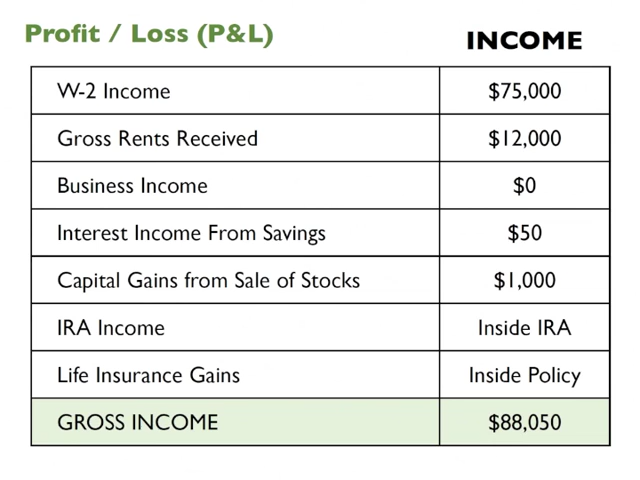 Profit / Loss (P&L)
INCOME
W-2 Income $75,000
Gross Rents Received $12,000
Business Income $0
Interest Income From Savings $50
Capital Gains from Sale of Stocks $1,000
IRA Income Inside IRA
Life Insurance Gains Inside Policy
GROSS INCOME $88,050